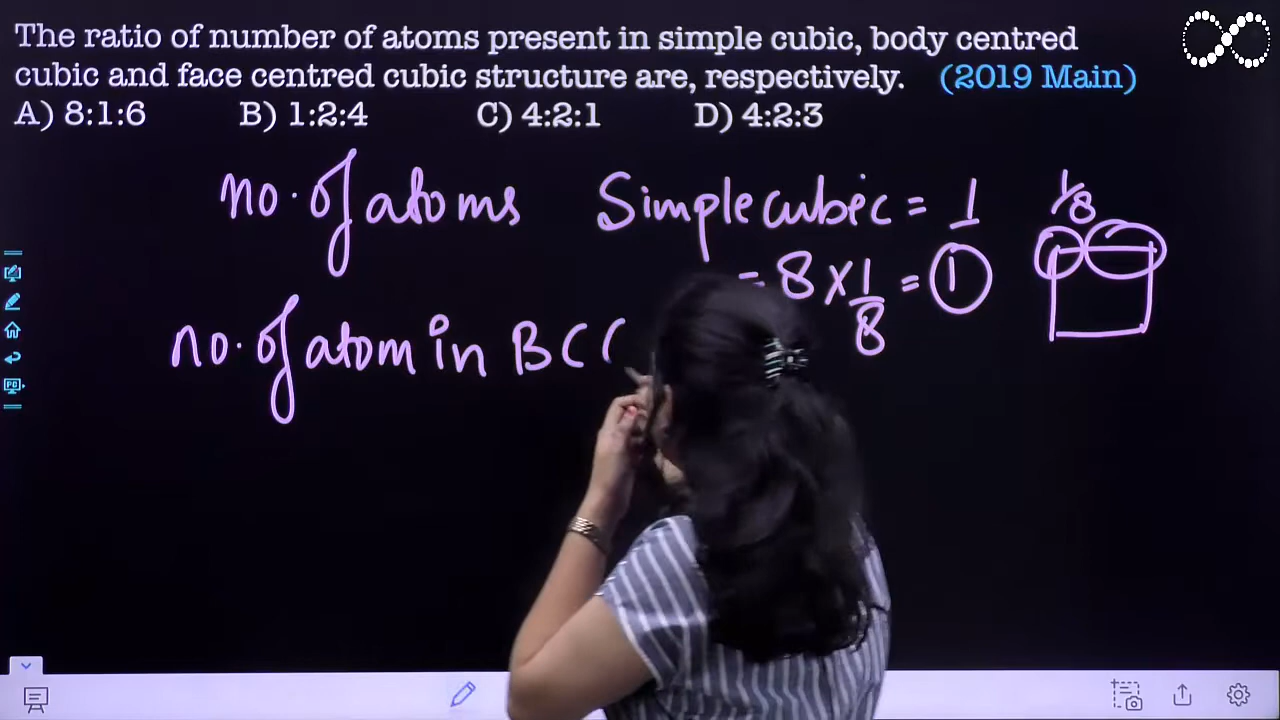 The ratio of number of atoms present in simple cubic, body centred
cubic and face centred cubic structure are, respectively. (2019 Main)
A) 8:1:6 B) 1:2:4 C) 4:2:1 D) 4:2:3
no. of atoms Simple cubic = 1
1/8
= 8 × 1/8 = 1
no. of atom in BCC